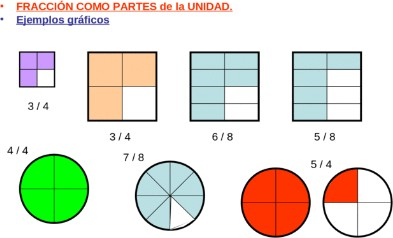 • FRACCIÓN COMO PARTES de la UNIDAD.
• Ejemplos gráficos
3 / 4
3 / 4
6 / 8
5 / 8
4 / 4
7 / 8
5 / 4